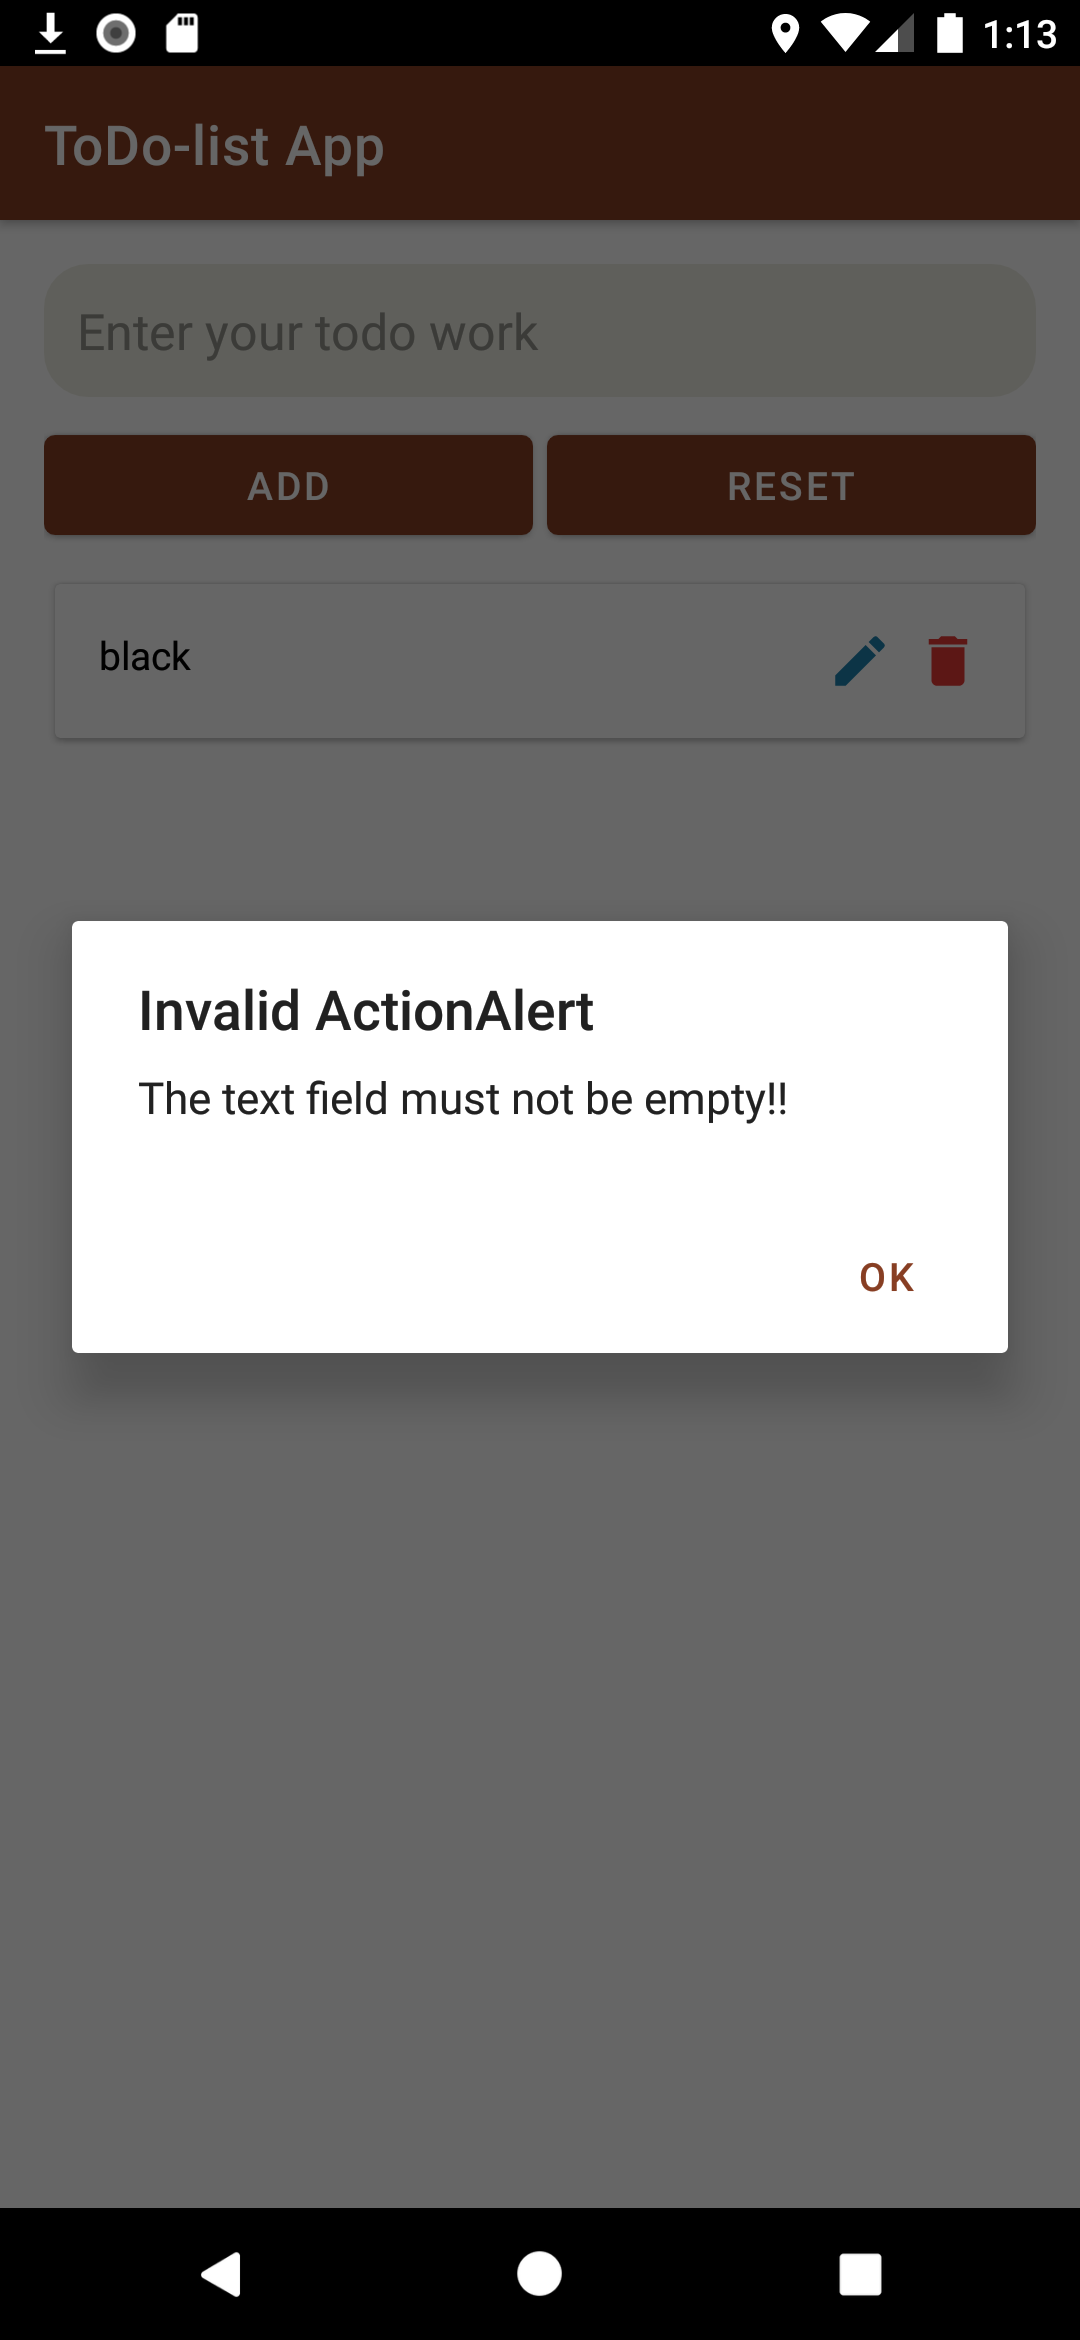 1:13
ToDo-list App
Enter your todo work
ADD
RESET
black
Invalid ActionAlert
The text field must not be empty!!
OK